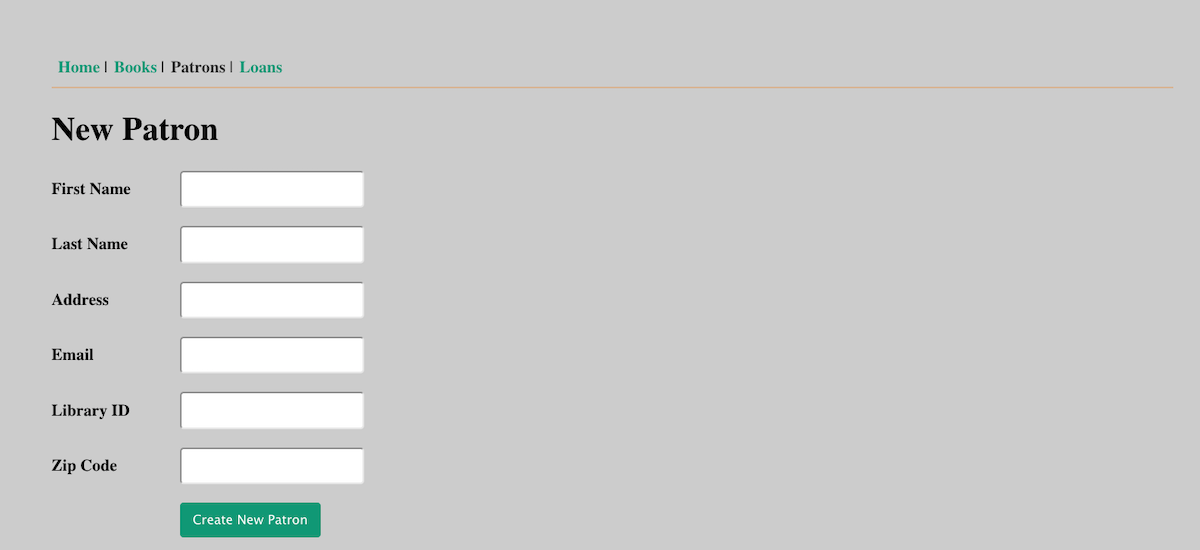 Home | Books | Patrons | Loans
New Patron
First Name
Last Name
Address
Email
Library ID
Zip Code
Create New Patron